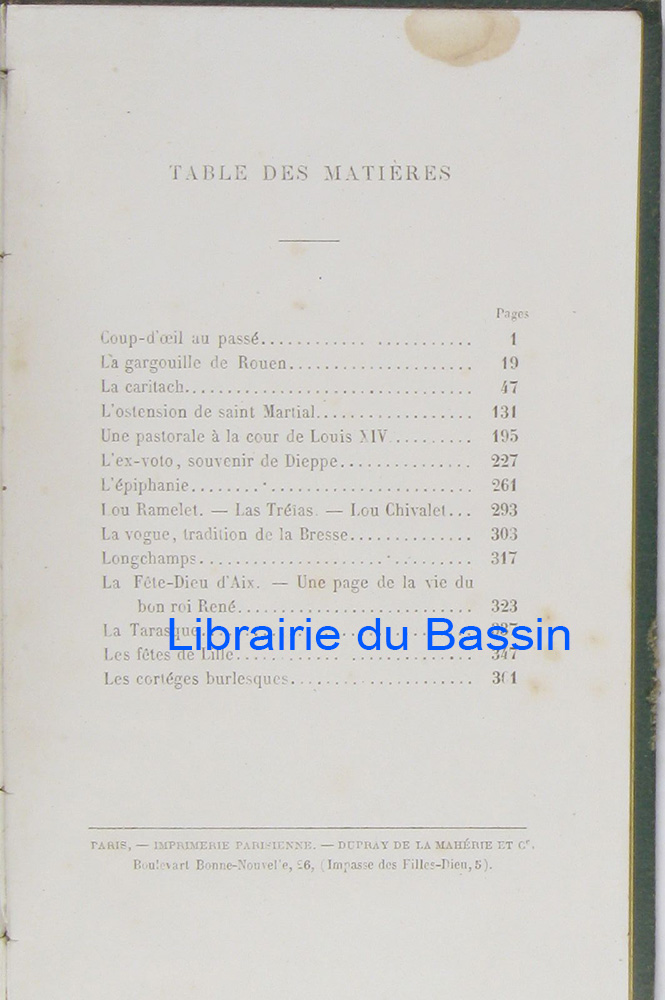 TABLE DES MATIÈRES
Pages
Coup-d'œil au passé............ ........... 1
La gargouille de Rouen...................... 19
La caritach.................................. 47
L'ostension de saint Martial.................. 131
Une pastorale à la cour de Louis XIV.......... 195
L'ex-voto, souvenir de Dieppe............... 227
L'épiphanie................................. 261
Lou Ramelet. — Las Tréïas. — Lou Chivalet... 293
La vogue, tradition de la Bresse.............. 303
Longchamps................................ 317
La Fête-Dieu d'Aix. — Une page de la vie du
bon roi René............................ 323
La Tarasque
Librairie du Bassin
Les fêtes de Lille............ .............. 347
Les cortéges burlesques...................... 361
PARIS, — IMPRIMERIE PARISIENNE. — DUPRAY DE LA MAHÉRIE ET Cᵉ,
Boulevart Bonne-Nouvelle, 26, (Impasse des Filles-Dieu, 5).